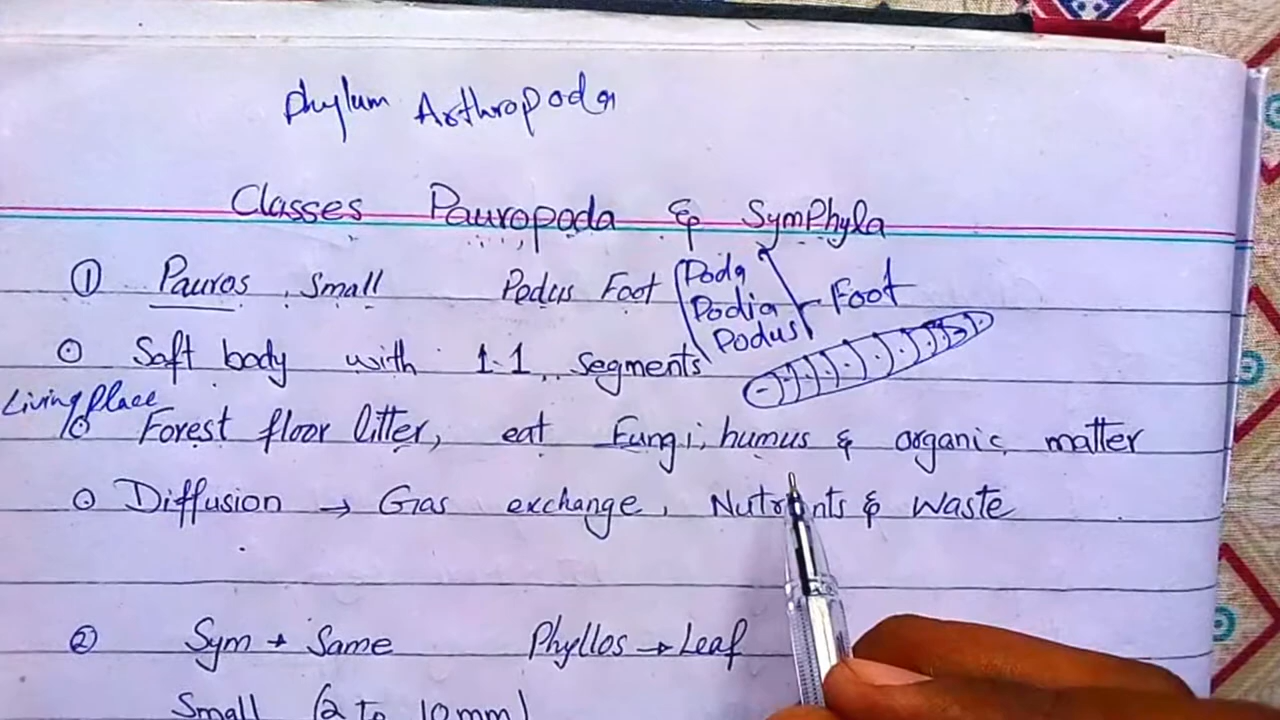 Phylum Arthropoda
Classes Pauropoda & SymPhyla
① Pauros, Small Podus Foot (Poda Podia Podus) Foot
Soft body with 11 segments
Living place
Forest floor litter, eat Fungi, humus & organic matter
Diffusion → Gas exchange, Nutrients & Waste
② Sym → Same Phyllos → Leaf
Small (2 To 10mm)